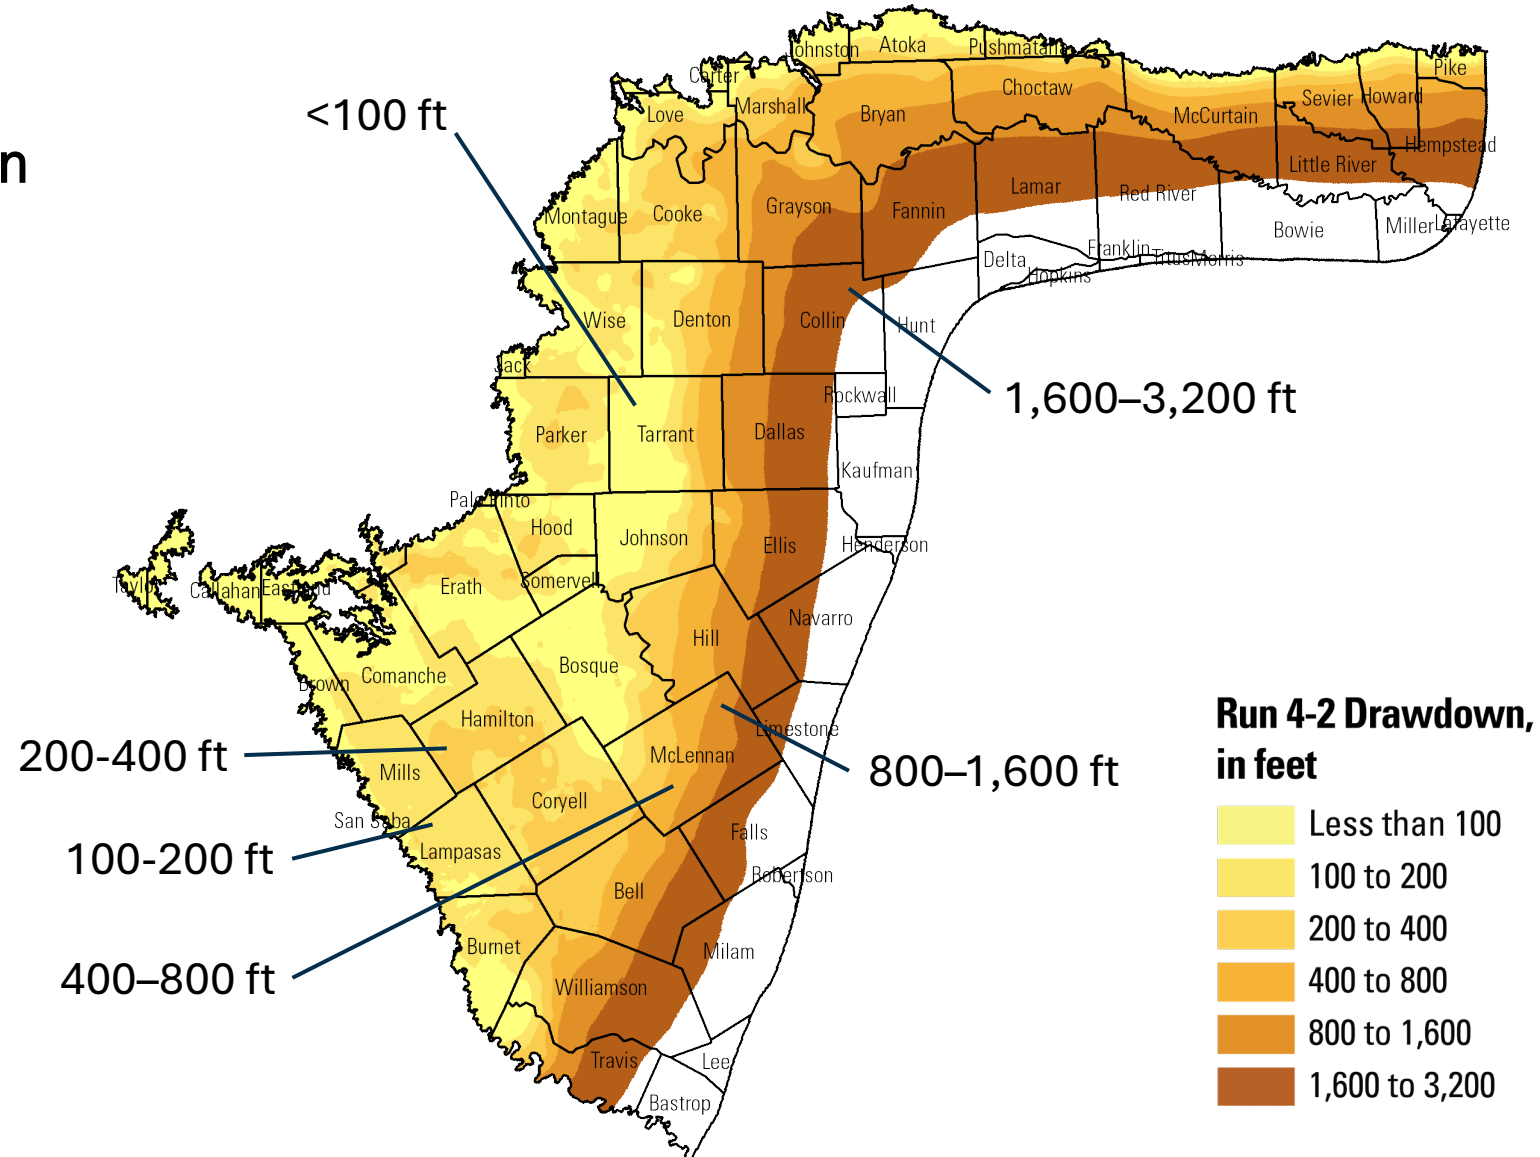 n
Johnston
Atoka
Pushmataha
Carter
Love
Marshall
Bryan
Choctaw
McCurtain
Sevier
Howard
Pike
Hempstead
Little River
<100 ft
Montague
Cooke
Grayson
Fannin
Lamar
Red River
Bowie
Miller
Lafayette
Delta
Franklin
Titus
Morris
Hopkins
Wise
Denton
Collin
Hunt
Jack
Rockwall
1,600–3,200 ft
Parker
Tarrant
Dallas
Kaufman
Palo Pinto
Hood
Johnson
Ellis
Henderson
Taylor
Callahan
Eastland
Erath
Somervell
Navarro
Hill
Bosque
Comanche
Brown
Hamilton
Limestone
200-400 ft
Mills
McLennan
800–1,600 ft
Coryell
San Saba
Falls
100-200 ft
Lampasas
Robertson
Bell
Burnet
Milam
400–800 ft
Williamson
Travis
Lee
Bastrop
Run 4-2 Drawdown,
in feet
Less than 100
100 to 200
200 to 400
400 to 800
800 to 1,600
1,600 to 3,200